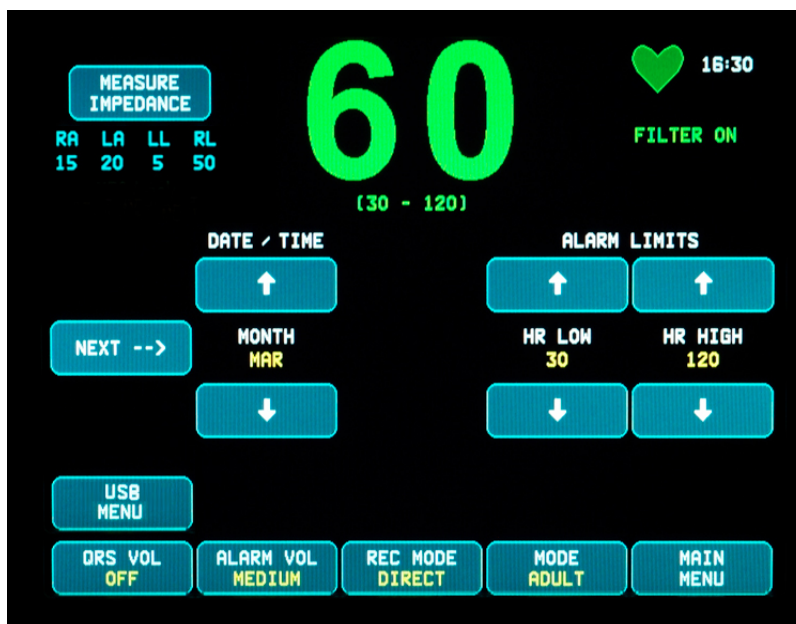 MEASURE
IMPEDANCE
RA LA LL RL
15 20 5 50
60
(30 - 120)
16:30
FILTER ON
DATE / TIME
ALARM LIMITS
NEXT -->
MONTH
MAR
HR LOW
30
HR HIGH
120
USB
MENU
QRS VOL
OFF
ALARM VOL
MEDIUM
REC MODE
DIRECT
MODE
ADULT
MAIN
MENU